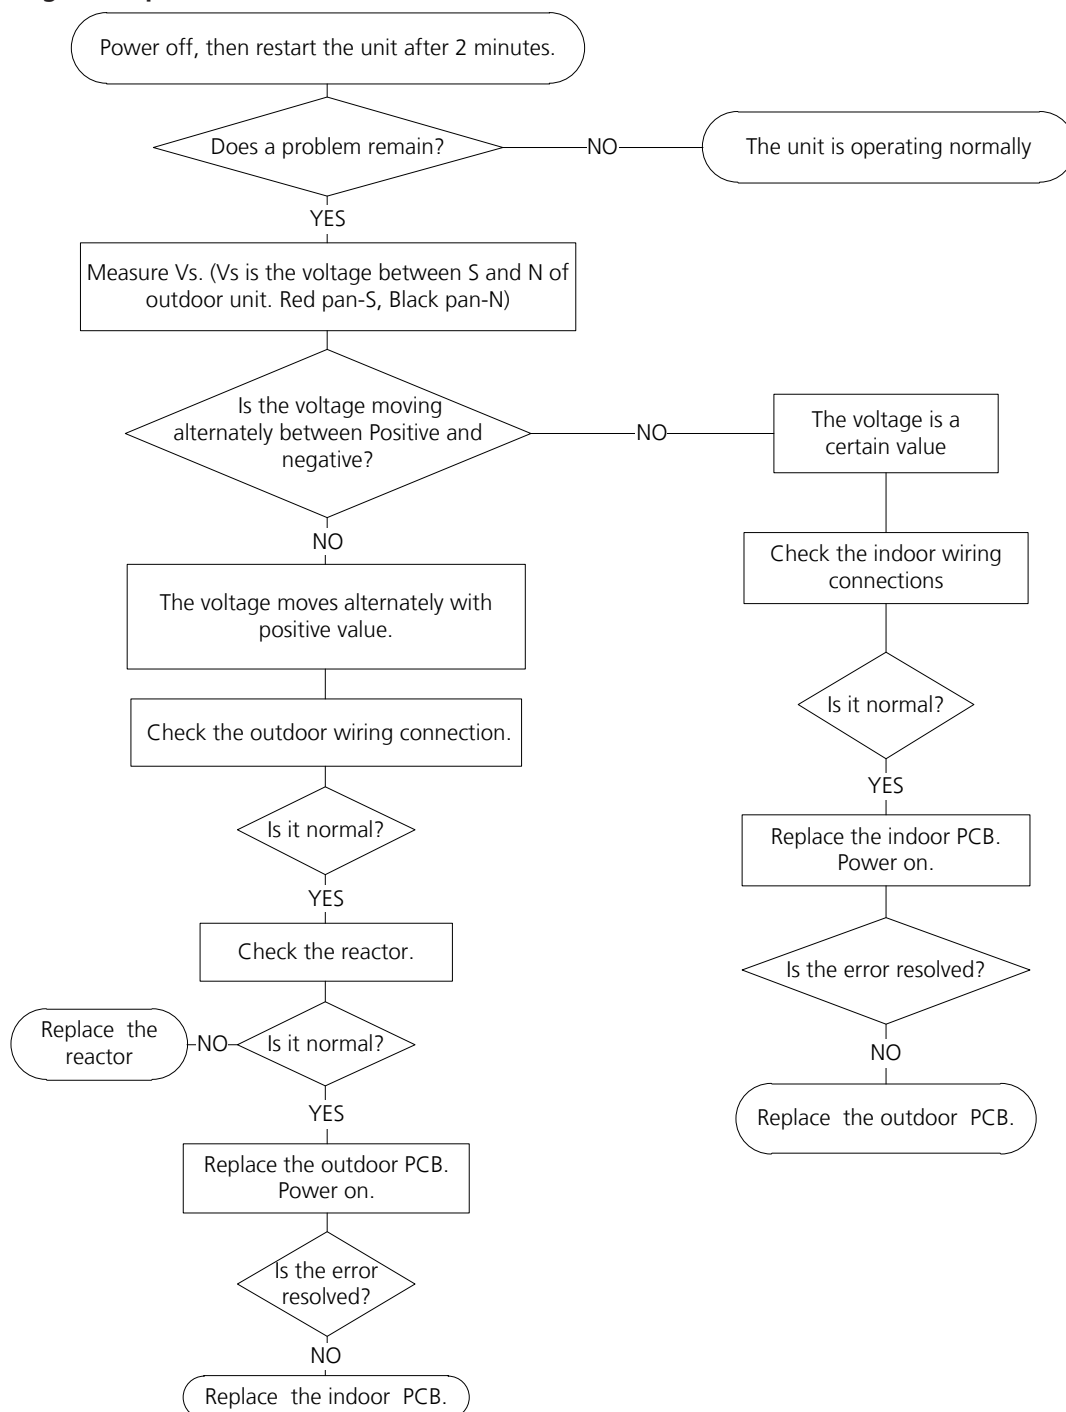 Power off, then restart the unit after 2 minutes.
Does a problem remain?
NO
The unit is operating normally
YES
Measure Vs. (Vs is the voltage between S and N of
outdoor unit. Red pan-S, Black pan-N)
Is the voltage moving
alternately between Positive and
negative?
NO
The voltage is a
certain value
NO
The voltage moves alternately with
positive value.
Check the outdoor wiring connection.
Is it normal?
YES
Check the reactor.
Is it normal?
NO
Replace the
reactor
YES
Replace the outdoor PCB.
Power on.
Is the error
resolved?
NO
Replace the indoor PCB.
Check the indoor wiring
connections
Is it normal?
YES
Replace the indoor PCB.
Power on.
Is the error resolved?
NO
Replace the outdoor PCB.